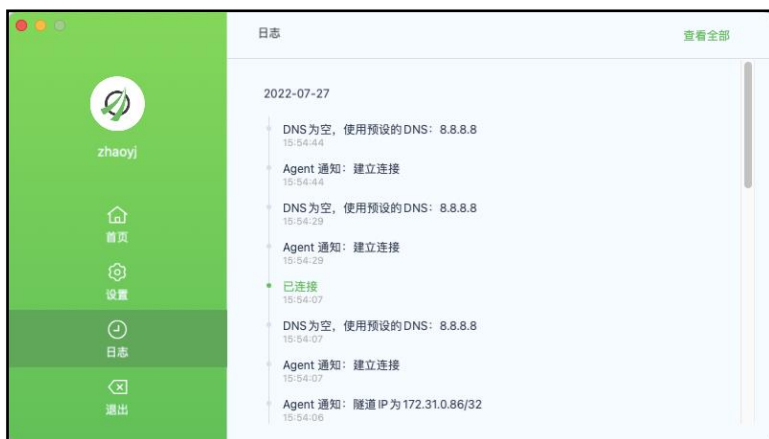 日志
查看全部
zhaoyj
首页
设置
日志
退出
2022-07-27
DNS为空，使用预设的DNS：8.8.8.8
15:54:44
Agent 通知：建立连接
15:54:44
DNS为空，使用预设的DNS：8.8.8.8
15:54:29
Agent 通知：建立连接
15:54:29
已连接
15:54:07
DNS为空，使用预设的DNS：8.8.8.8
15:54:07
Agent 通知：建立连接
15:54:07
Agent 通知：隧道IP为172.31.0.86/32
15:54:06